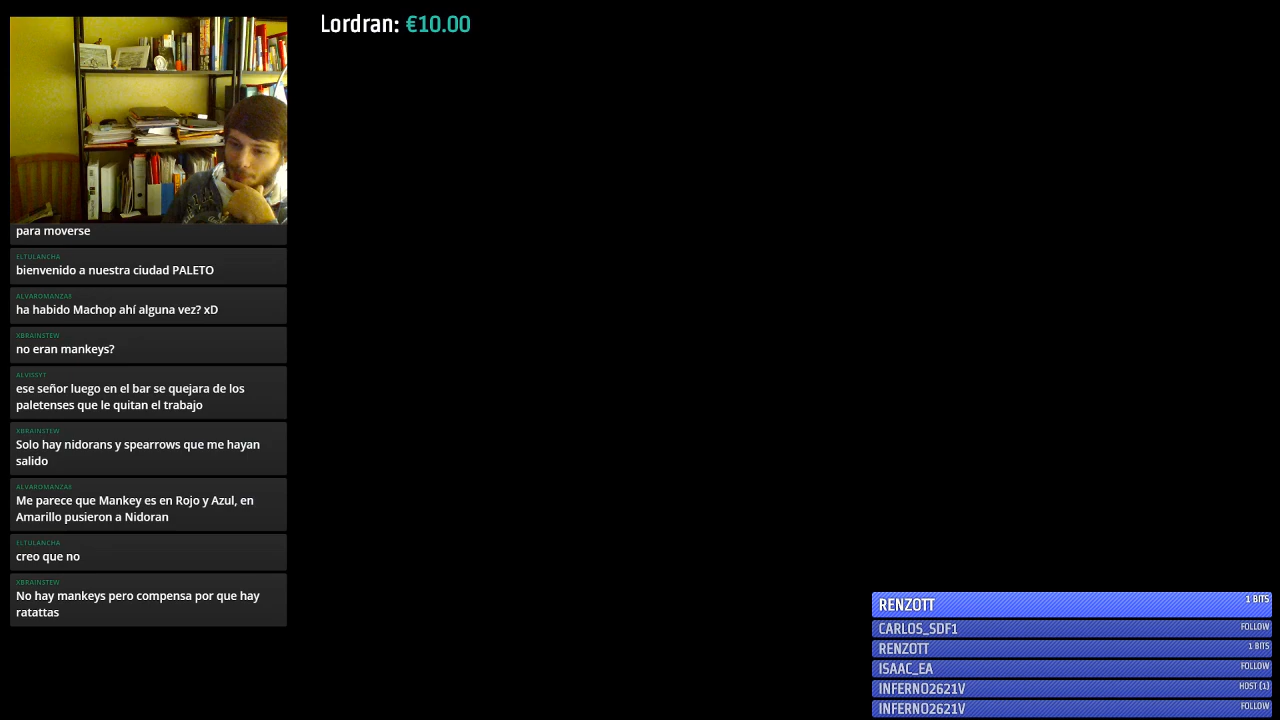 Lordran: €10.00
para moverse
ELTULANCHA
bienvenido a nuestra ciudad PALETO
ALVAROMANZAII
ha habido Machop ahí alguna vez? xD
XBRAINSTEW
no eran mankeys?
ALVISSYT
ese señor luego en el bar se quejara de los
paletenses que le quitan el trabajo
XBRAINSTEW
Solo hay nidorans y spearrows que me hayan
salido
ALVAROMANZAII
Me parece que Mankey es en Rojo y Azul, en
Amarillo pusieron a Nidoran
ELTULANCHA
creo que no
XBRAINSTEW
No hay mankeys pero compensa por que hay
ratattas
RENZOTT 1 BITS
CARLOS_SDF1 FOLLOW
RENZOTT 1 BITS
ISAAC_EA FOLLOW
INFERNO2621V HOST (1)
INFERNO2621V FOLLOW